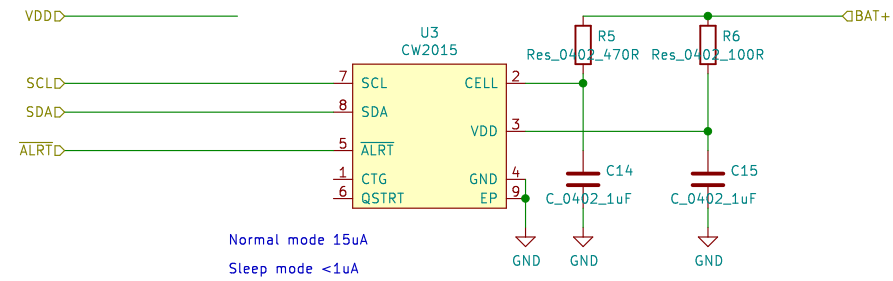 VDD
BAT+
U3
CW2015
R5
Res_0402_470R
R6
Res_0402_100R
SCL
7
SCL
CELL
2
SDA
8
SDA
VDD
3
ALRT
5
ALRT
1
CTG
GND
4
6
QSTRT
EP
9
C14
C_0402_1uF
C15
C_0402_1uF
Normal mode 15uA
Sleep mode <1uA
GND
GND
GND